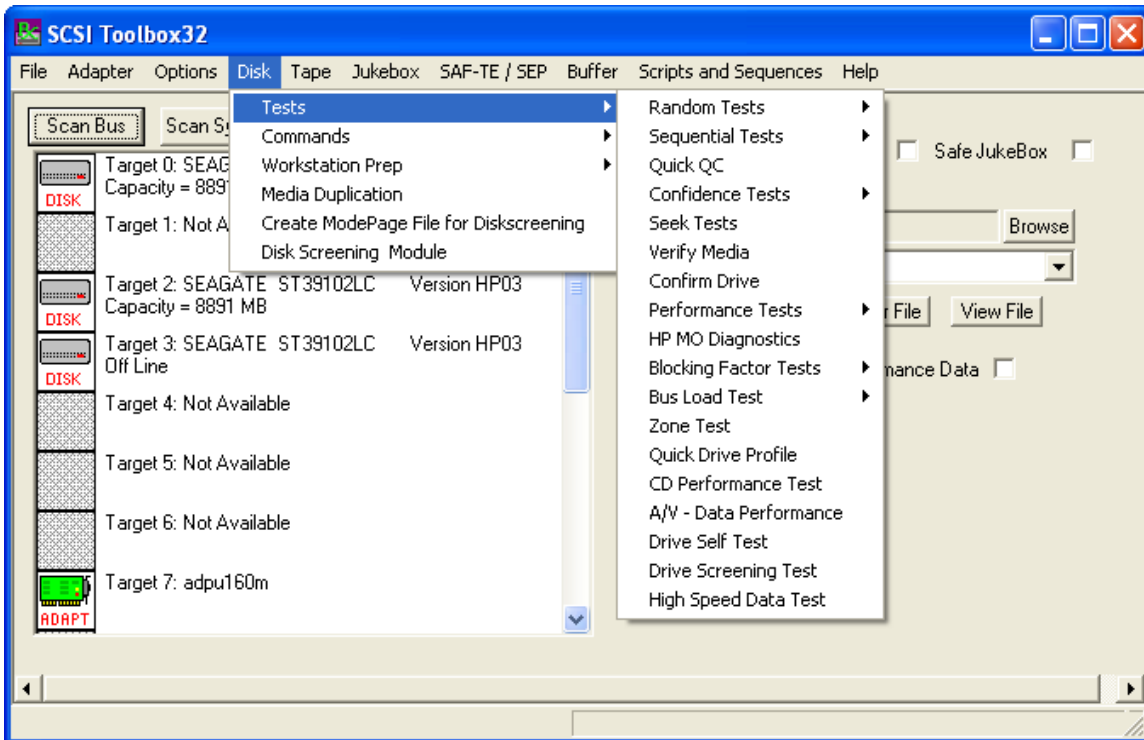 SCSI Toolbox32
File Adapter Options Disk Tape Jukebox SAF-TE / SEP Buffer Scripts and Sequences Help
Scan Bus
Scan
Tests
Commands
Workstation Prep
Media Duplication
Create ModePage File for Diskscreening
Disk Screening Module
Random Tests
Sequential Tests
Quick QC
Confidence Tests
Seek Tests
Verify Media
Confirm Drive
Performance Tests
HP MO Diagnostics
Blocking Factor Tests
Bus Load Test
Zone Test
Quick Drive Profile
CD Performance Test
A/V - Data Performance
Drive Self Test
Drive Screening Test
High Speed Data Test
Safe JukeBox
Browse
File
View File
Data
DISK
Target 0:
Capacity =
Target 1: Not
DISK
Target 2: SEAGATE ST39102LC Version HP03
Capacity = 8891 MB
DISK
Target 3: SEAGATE ST39102LC Version HP03
Off Line
Target 4: Not Available
Target 5: Not Available
Target 6: Not Available
ADAPT
Target 7: adpu160m